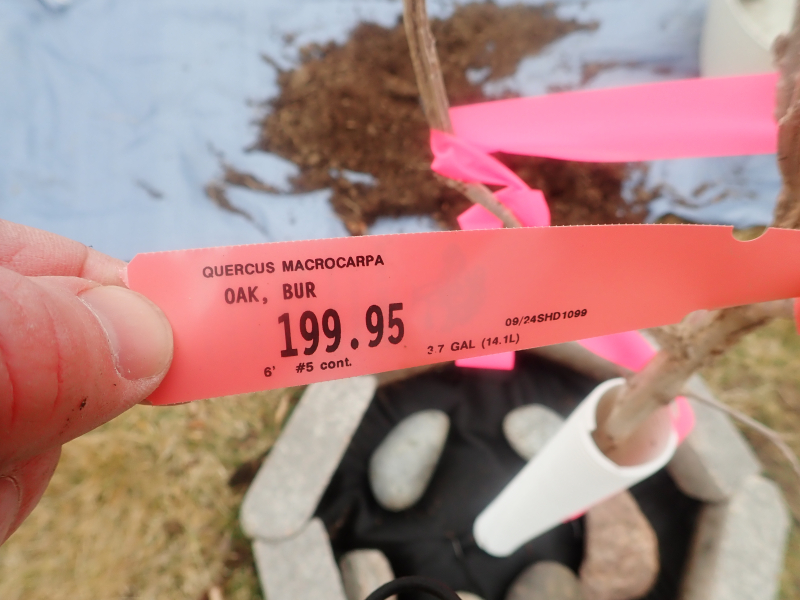 QUERCUS MACROCARPA
OAK, BUR
199.95
6' #5 cont.
3.7 GAL (14.1L)
09/24SHD1099